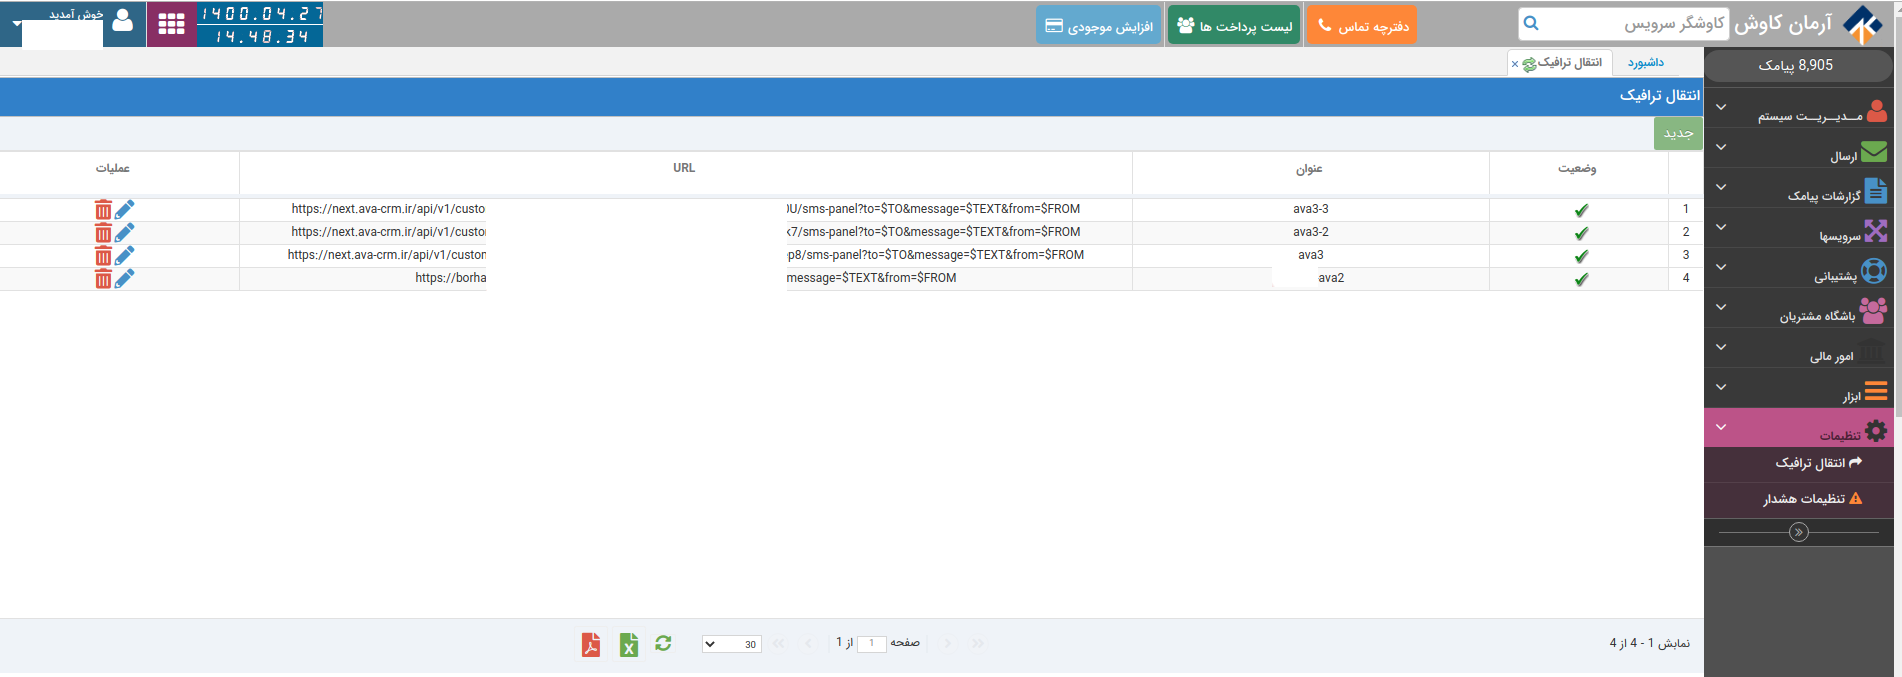 آرمان کاوش
کاوشگر سرویس
دفترچه تماس
لیست پرداخت ها
افزایش موجودی
1400.04.27
14.48.34
خوش آمدید
8,905 پیامک
مــدیــریــت سیستم
ارسال
گزارشات پیامک
سرویسها
پشتیبانی
باشگاه مشتریان
امور مالی
ابزار
تنظیمات
انتقال ترافیک
تنظیمات هشدار
داشبورد
انتقال ترافیک ×
انتقال ترافیک
جدید
وضعیت عنوان URL عملیات
1 ava3-3 https://next.ava-crm.ir/api/v1/custo 0U/sms-panel?to=$TO&message=$TEXT&from=$FROM
2 ava3-2 https://next.ava-crm.ir/api/v1/custo k7/sms-panel?to=$TO&message=$TEXT&from=$FROM
3 ava3 https://next.ava-crm.ir/api/v1/custon p8/sms-panel?to=$TO&message=$TEXT&from=$FROM
4 ava2 https://borha message=$TEXT&from=$FROM
نمایش 1 - 4 از 4
صفحه 1 از 1
30